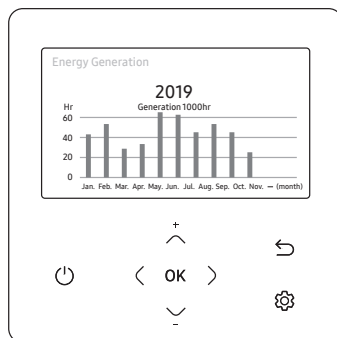 Energy Generation
2019
Hr
Generation 1000hr
60
40
20
0
Jan. Feb. Mar. Apr. May. Jun. Jul. Aug. Sep. Oct. Nov. — (month)
+
OK
−